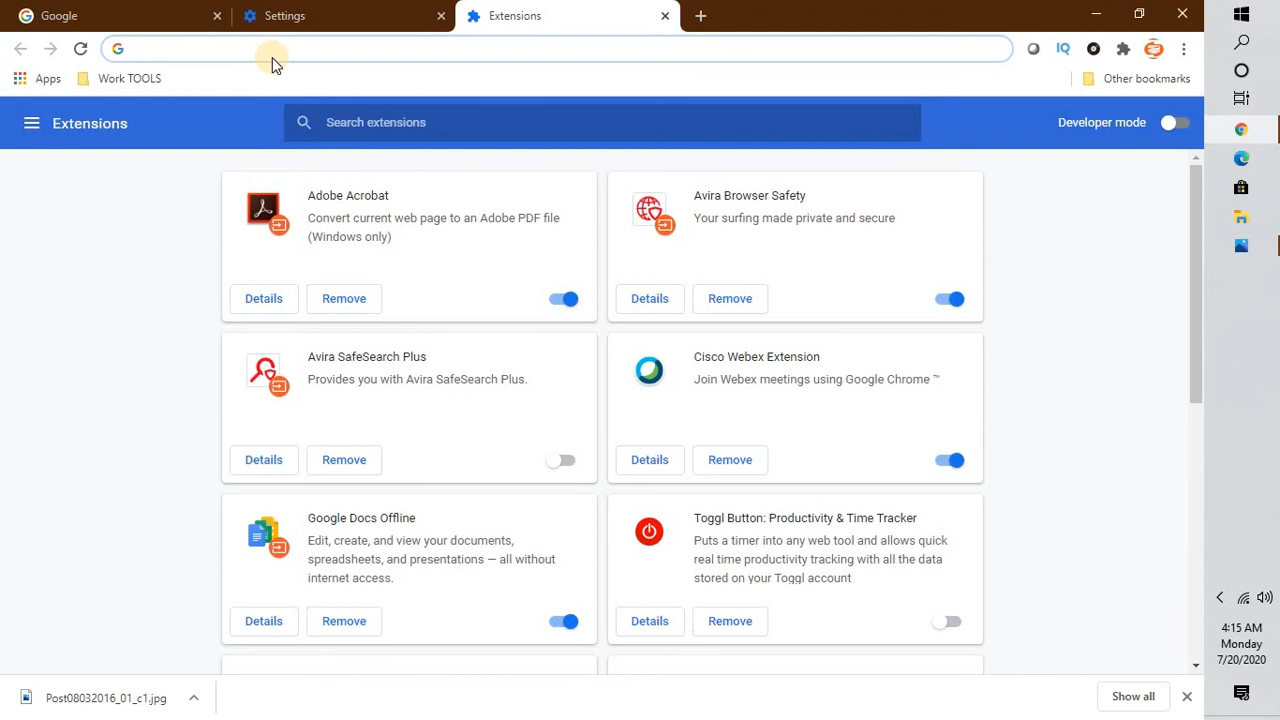 Google
Settings
Extensions
Apps
Work TOOLS
Other bookmarks
Extensions
Search extensions
Developer mode
Adobe Acrobat
Convert current web page to an Adobe PDF file
(Windows only)
Details
Remove
Avira Browser Safety
Your surfing made private and secure
Details
Remove
Avira SafeSearch Plus
Provides you with Avira SafeSearch Plus.
Details
Remove
Cisco Webex Extension
Join Webex meetings using Google Chrome ™
Details
Remove
Google Docs Offline
Edit, create, and view your documents,
spreadsheets, and presentations — all without
internet access.
Details
Remove
Toggl Button: Productivity & Time Tracker
Puts a timer into any web tool and allows quick
real time productivity tracking with all the data
stored on your Toggl account
Details
Remove
Post08032016_01_c1.jpg
Show all
IQ
4:15 AM
Monday
7/20/2020